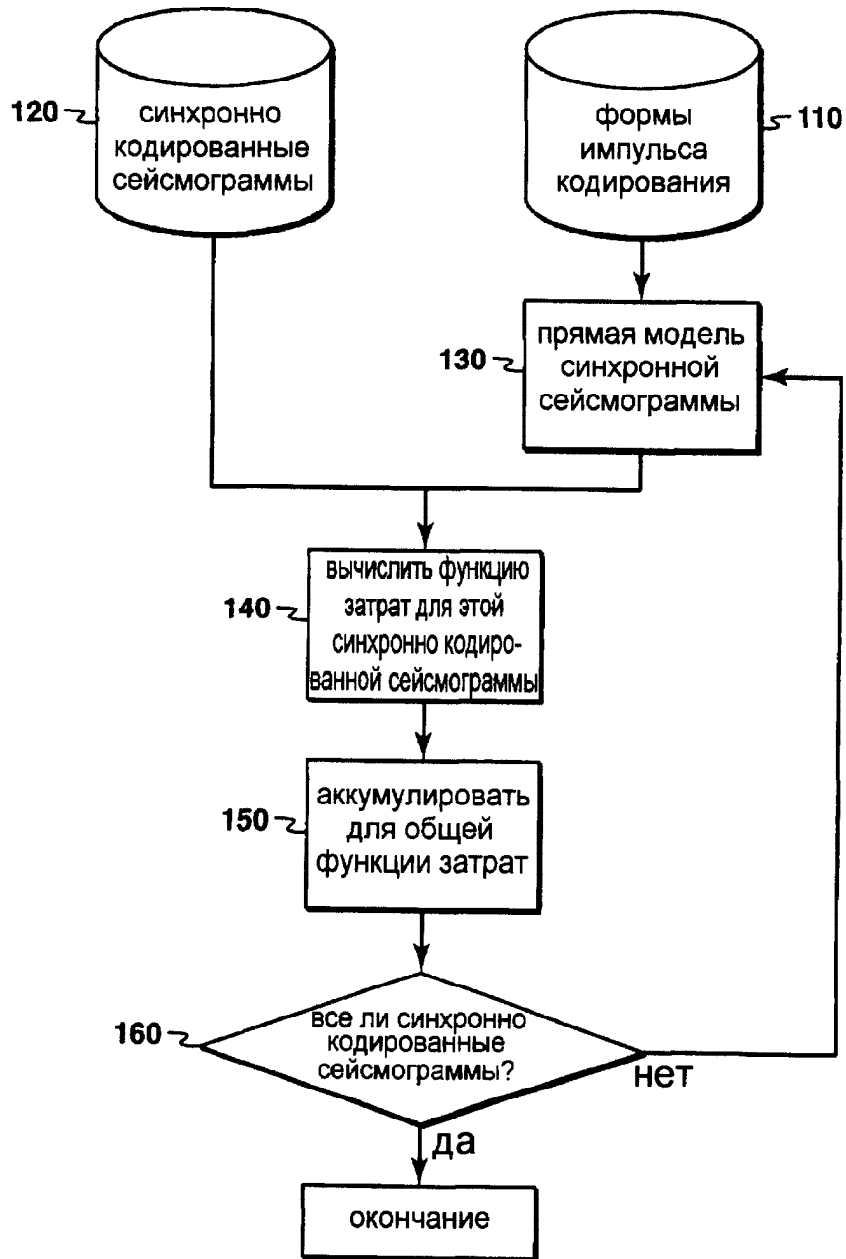 120
синхронно
кодированные
сейсмограммы
формы
импульса
кодирования
110
130
прямая модель
синхронной
сейсмограммы
140
вычислить функцию
затрат для этой
синхронно кодиро-
ванной сейсмограммы
150
аккумулировать
для общей
функции затрат
160
все ли синхронно
кодированные
сейсмограммы?
нет
да
окончание